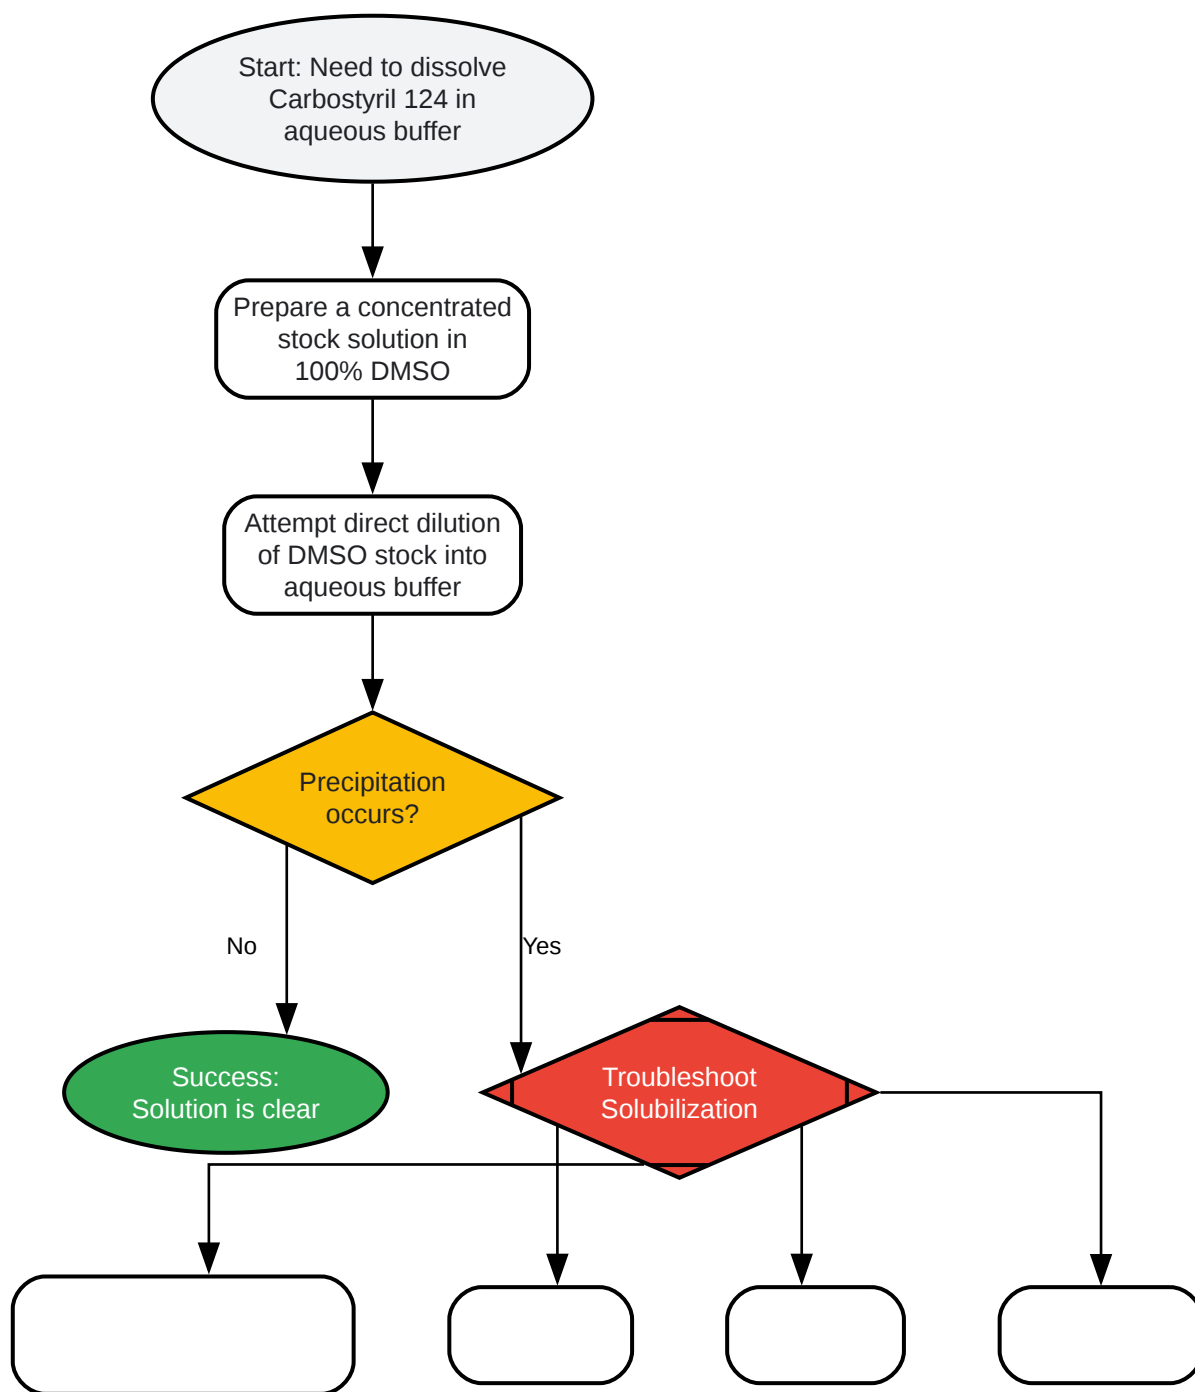 Start: Need to dissolve
Carbostyril 124 in
aqueous buffer
Prepare a concentrated
stock solution in
100% DMSO
Attempt direct dilution
of DMSO stock into
aqueous buffer
Precipitation
occurs?
No
Yes
Success:
Solution is clear
Troubleshoot
Solubilization